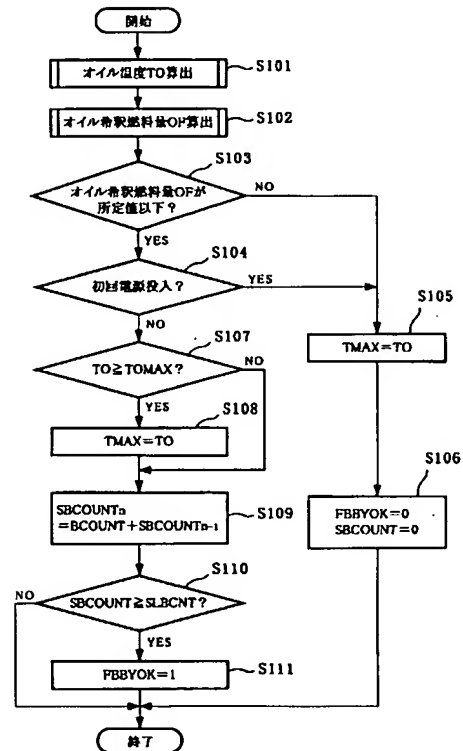 開始
オイル温度TO算出
S101
オイル希釈燃料量OF算出
S102
S103
オイル希釈燃料量OFが
所定値以下?
NO
YES
S104
初回電源投入?
YES
NO
S105
TMAX=TO
S107
TO≧TOMAX?
NO
YES
S108
TMAX=TO
S106
FBBYOK=0
SBCOUNT=0
SBCOUNTn
=BCOUNT+SBCOUNTn-1
S109
S110
NO
SBCOUNT≧SLBCNT?
YES
S111
FBBYOK=1
終了